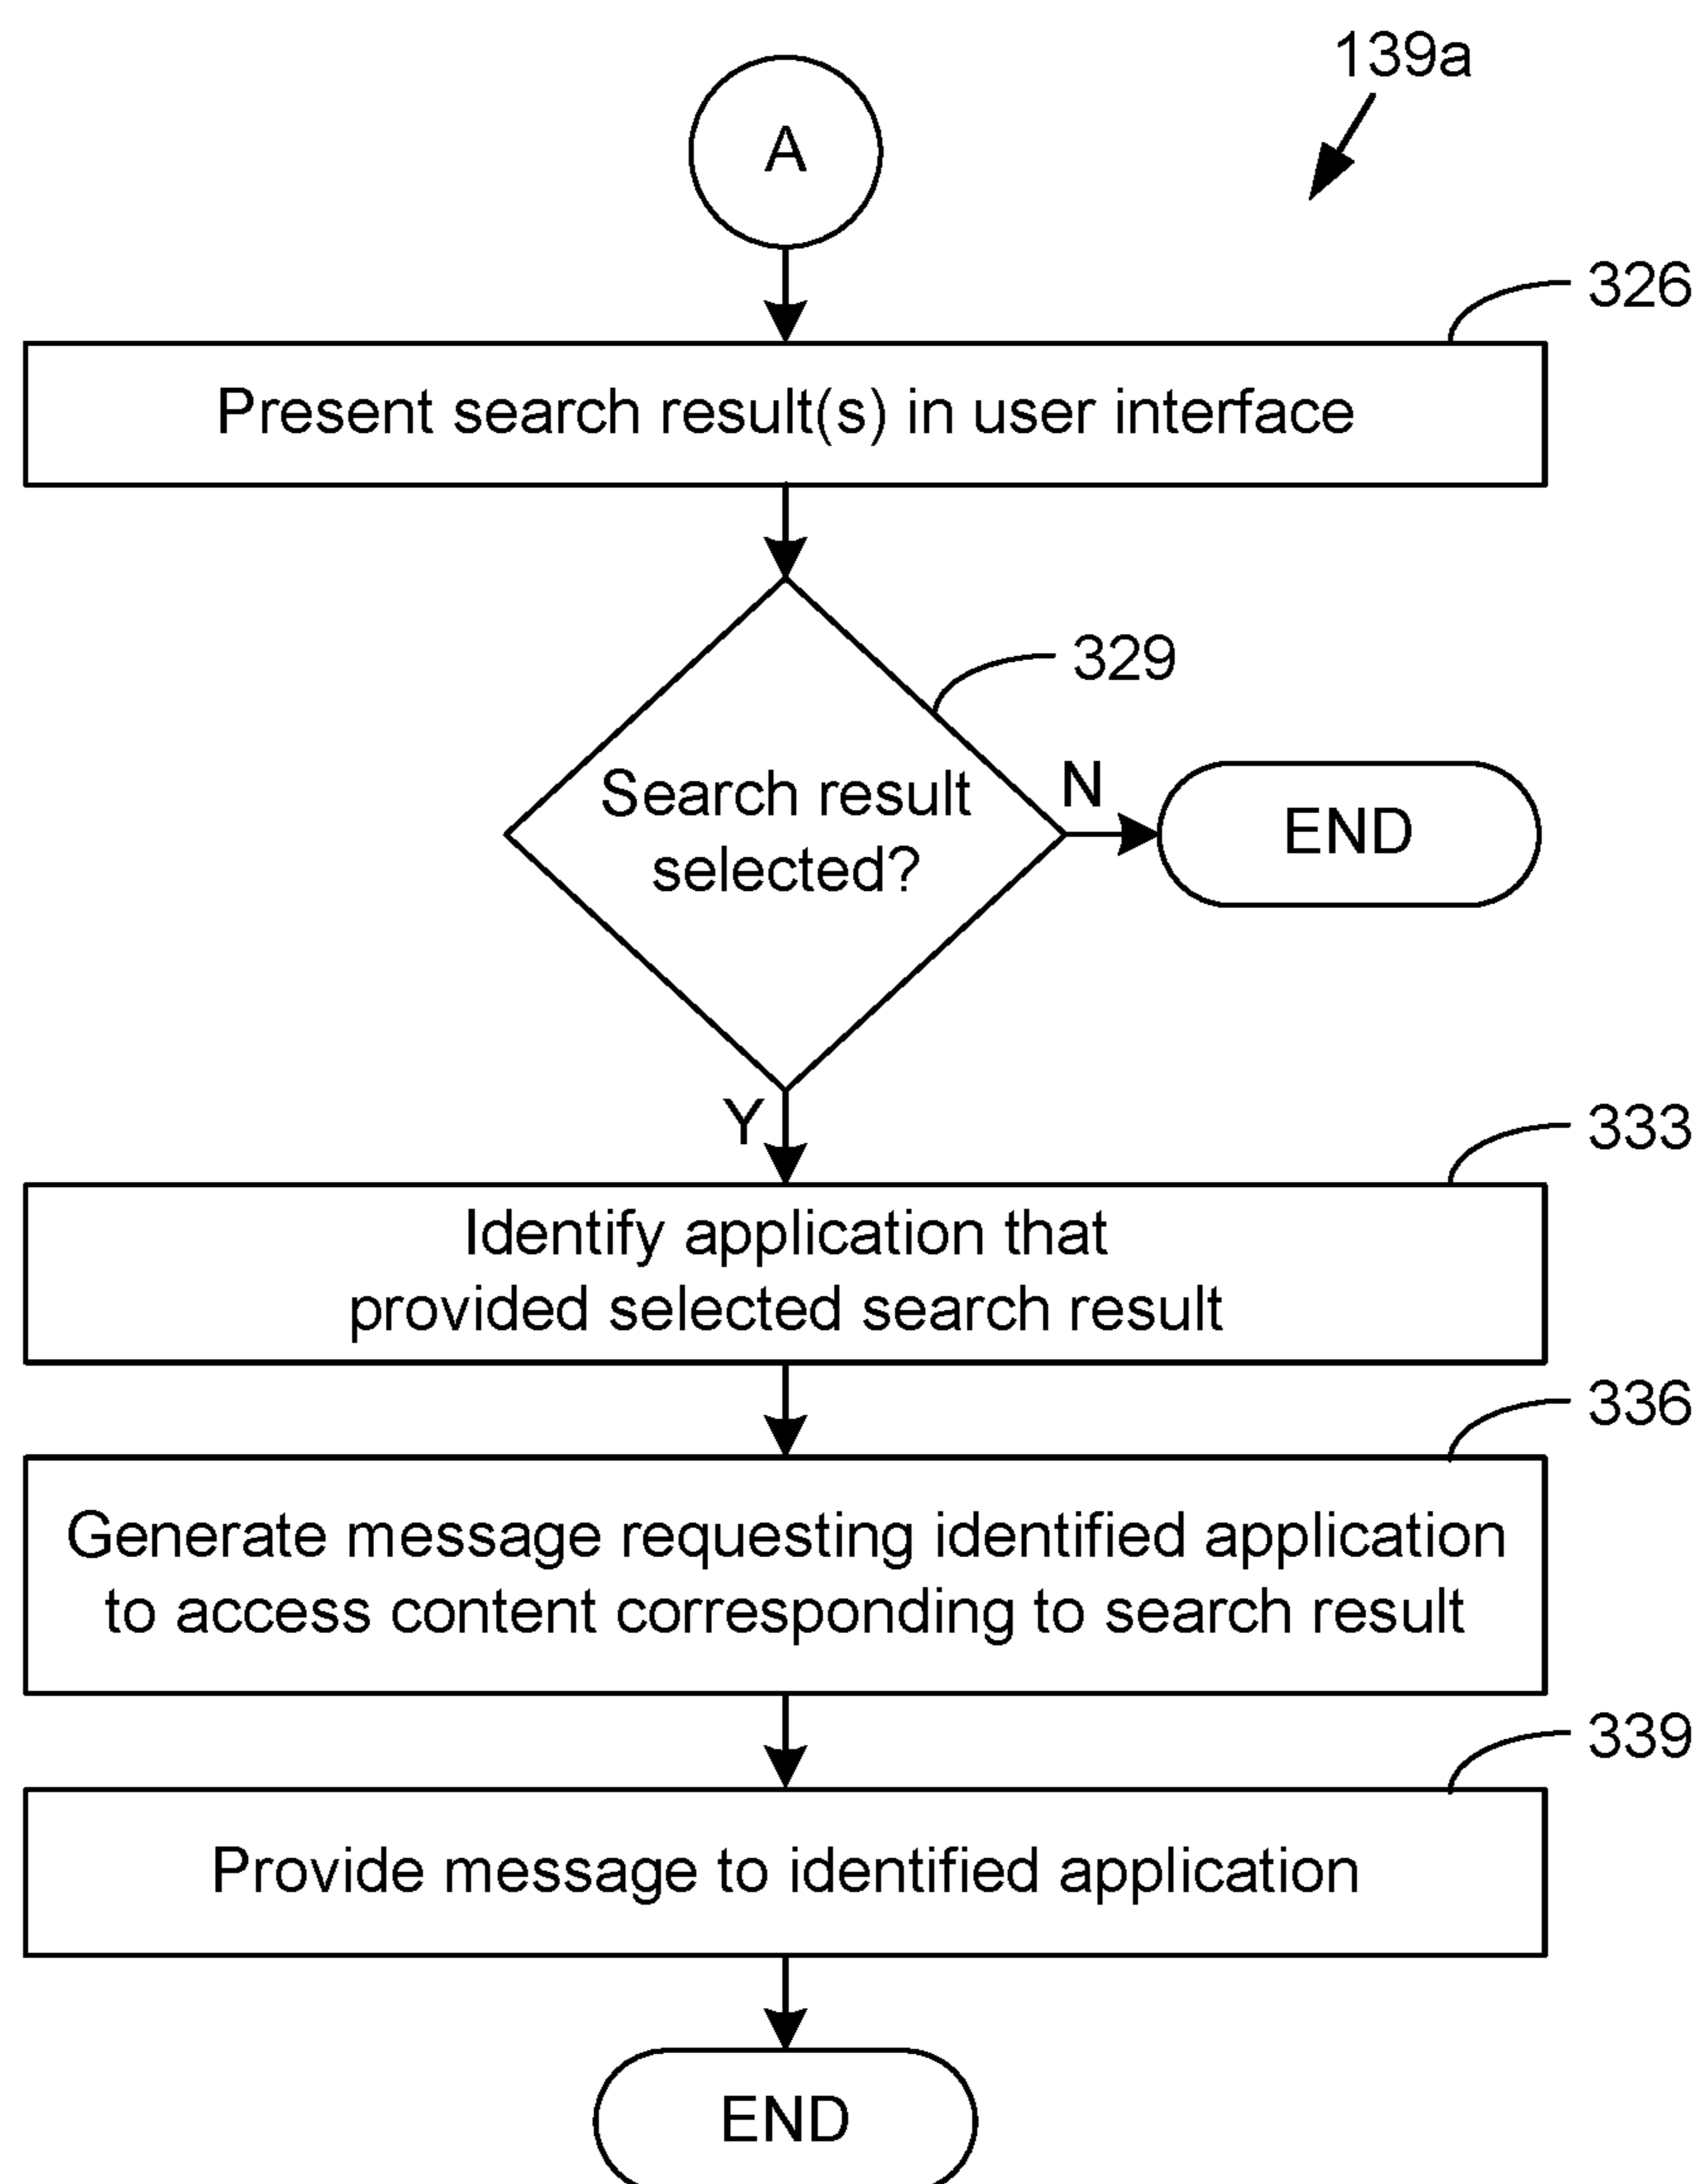 139a
A
326
Present search result(s) in user interface
329
Search result
selected?
N
END
Y
333
Identify application that
provided selected search result
336
Generate message requesting identified application
to access content corresponding to search result
339
Provide message to identified application
END